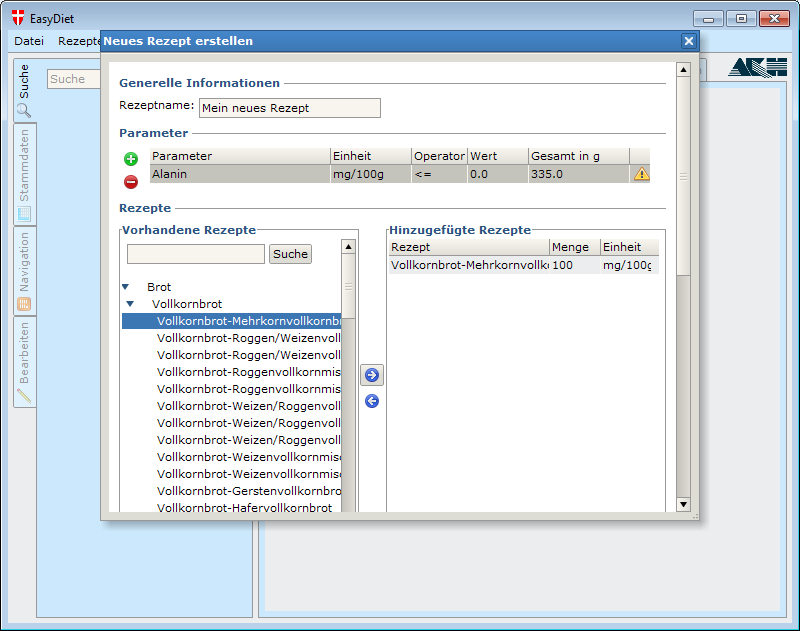 EasyDiet
Datei Rezepte
Neues Rezept erstellen
Suche
Suche
Stammdaten
Navigation
Bearbeiten
AKH
Generelle Informationen
Rezeptname: Mein neues Rezept
Parameter
Parameter Einheit Operator Wert Gesamt in g
Alanin mg/100g <= 0.0 335.0
Rezepte
Vorhandene Rezepte
Suche
Brot
Vollkornbrot
Vollkornbrot-Mehrkornvollkornbr
Vollkornbrot-Roggen/Weizenvoll
Vollkornbrot-Roggen/Weizenvoll
Vollkornbrot-Roggenvollkornmis
Vollkornbrot-Roggenvollkornmis
Vollkornbrot-Weizen/Roggenvoll
Vollkornbrot-Weizen/Roggenvoll
Vollkornbrot-Weizen/Roggenvoll
Vollkornbrot-Weizenvollkornmis
Vollkornbrot-Weizenvollkornmis
Vollkornbrot-Gerstenvollkornbro
Vollkornbrot-Hafervollkornbrot
Hinzugefügte Rezepte
Rezept Menge Einheit
Vollkornbrot-Mehrkornvollk 100 mg/100g